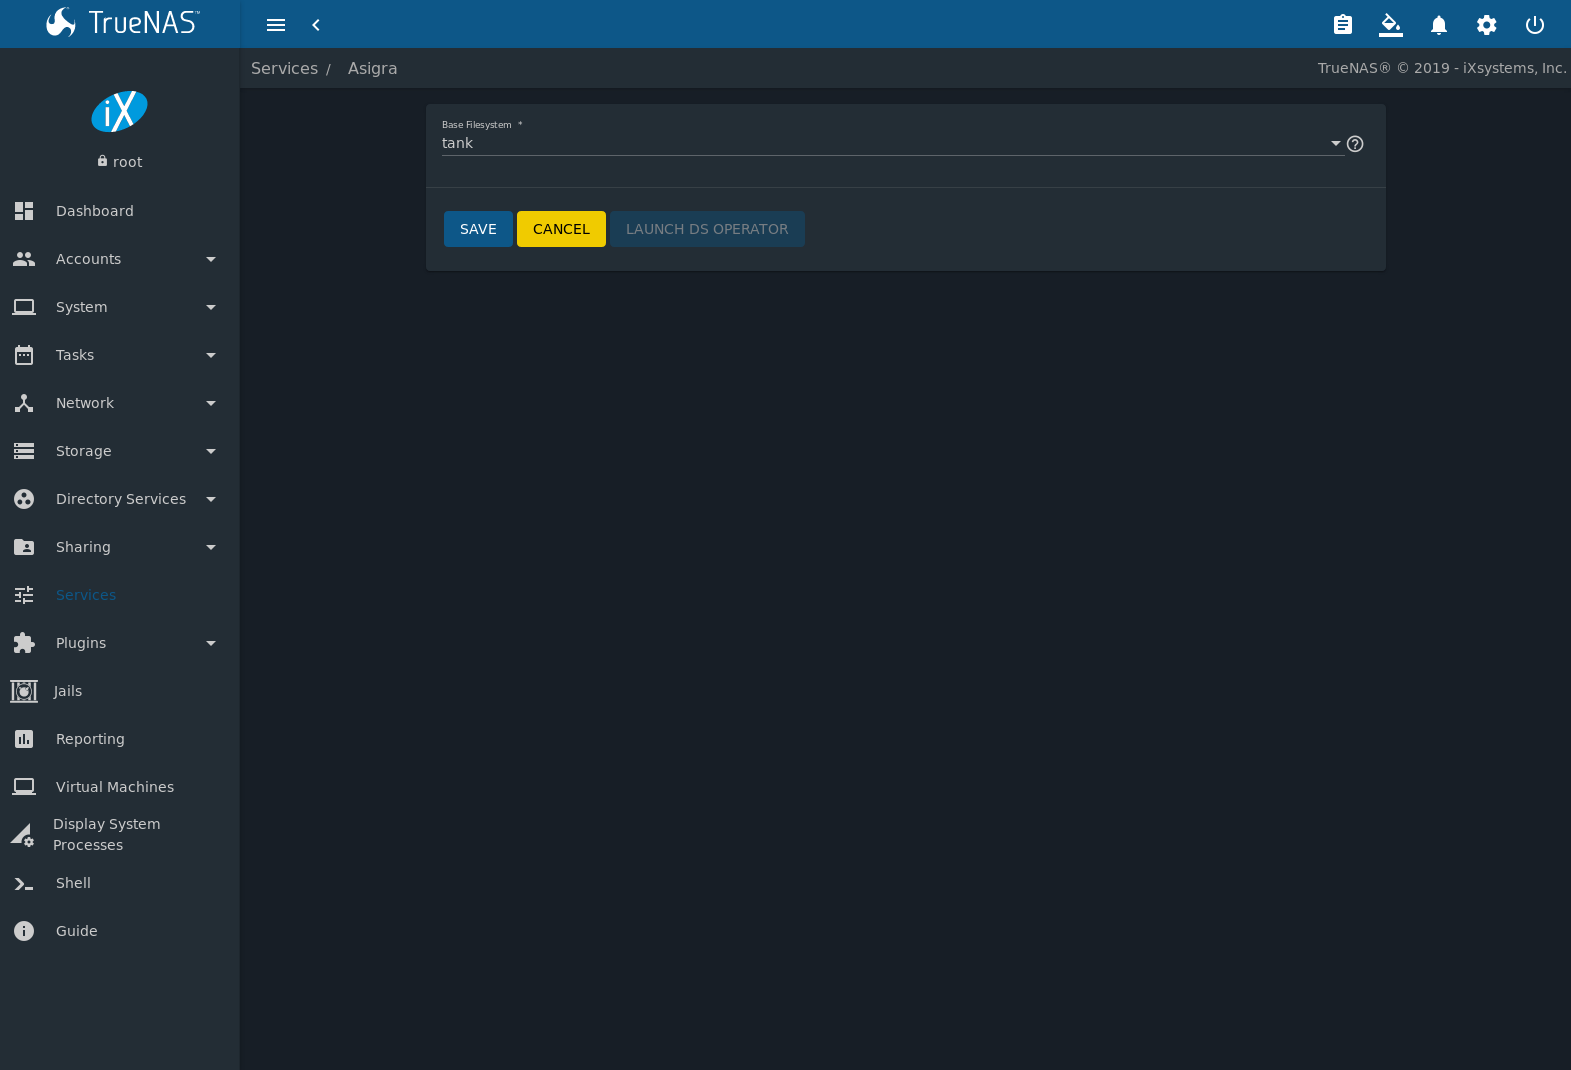 TrueNAS™
Services / Asigra
TrueNAS® © 2019 - iXsystems, Inc.
iX
root
Dashboard
Accounts
System
Tasks
Network
Storage
Directory Services
Sharing
Services
Plugins
Jails
Reporting
Virtual Machines
Display System
Processes
Shell
Guide
Base Filesystem *
tank
SAVE
CANCEL
LAUNCH DS OPERATOR